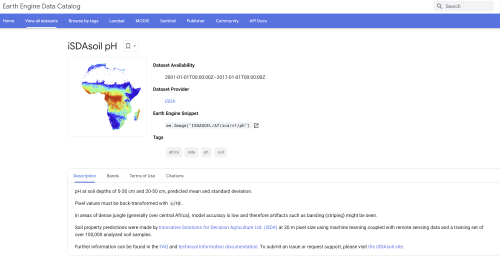 Earth Engine Data Catalog
Search
Home View all datasets Browse by tags Landsat MODIS Sentinel Publisher Community API Docs
iSDAsoil pH
Dataset Availability
2001-01-01T00:00:00Z–2017-01-01T00:00:00Z
Dataset Provider
iSDA
Earth Engine Snippet
ee.Image("ISDASOIL/Africa/v1/ph")
Tags
africa isda ph soil
Description Bands Terms of Use Citations
pH at soil depths of 0-20 cm and 20-50 cm, predicted mean and standard deviation.
Pixel values must be back-transformed with x/10.
In areas of dense jungle (generally over central Africa), model accuracy is low and therefore artifacts such as banding (striping) might be seen.
Soil property predictions were made by Innovative Solutions for Decision Agriculture Ltd. (iSDA) at 30 m pixel size using machine learning coupled with remote sensing data and a training set of
over 100,000 analyzed soil samples.
Further information can be found in the FAQ and technical information documentation. To submit an issue or request support, please visit the iSDAsoil site.